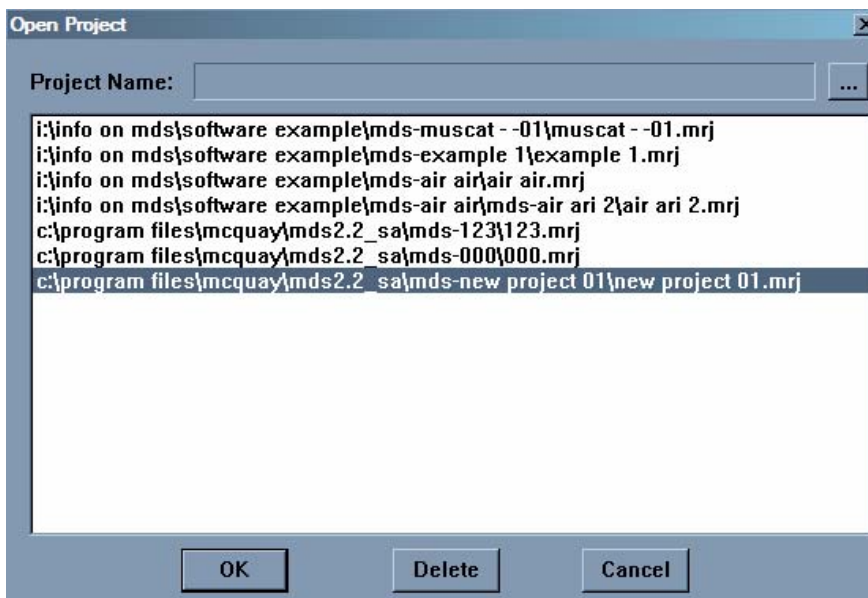 Open Project
Project Name:
...
i:\info on mds\software example\mds-muscat - -01\muscat - -01.mrj
i:\info on mds\software example\mds-example 1\example 1.mrj
i:\info on mds\software example\mds-air air\air air.mrj
i:\info on mds\software example\mds-air air\mds-air ari 2\air ari 2.mrj
c:\program files\mcquay\mds2.2_sa\mds-123\123.mrj
c:\program files\mcquay\mds2.2_sa\mds-000\000.mrj
c:\program files\mcquay\mds2.2_sa\mds-new project 01\new project 01.mrj
OK Delete Cancel